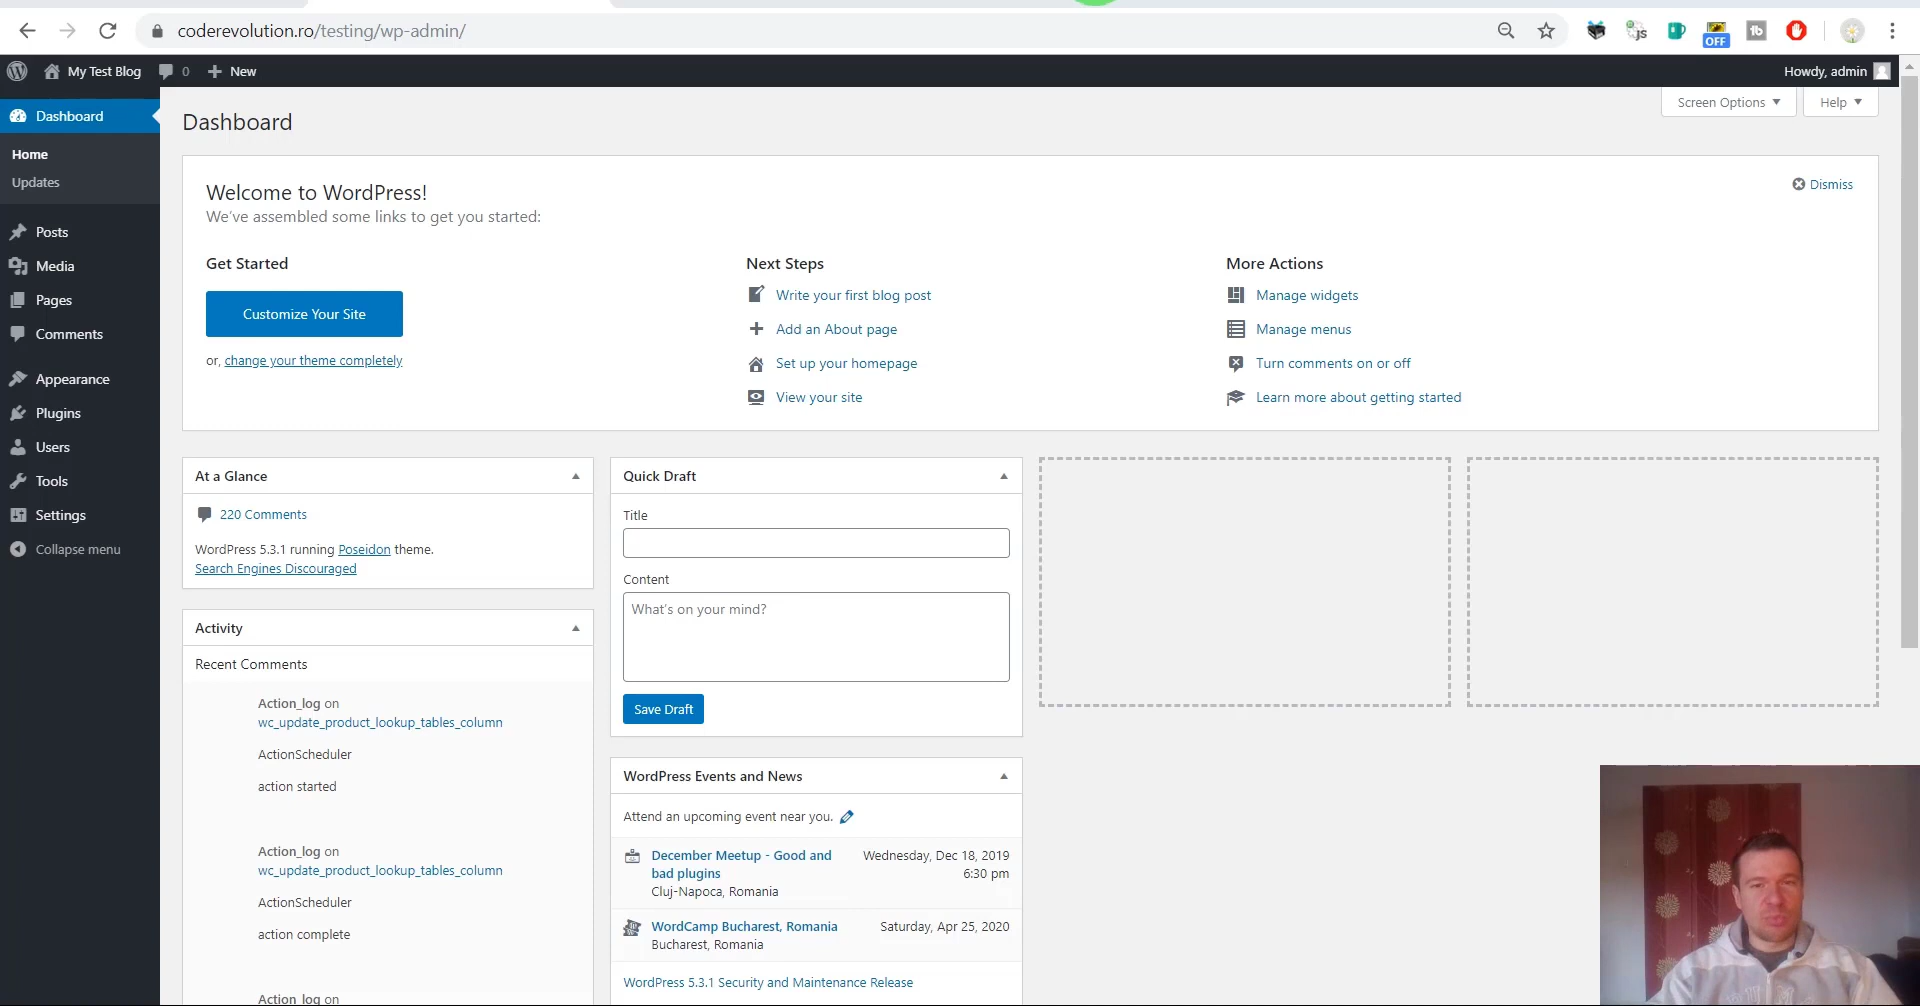 coderevolution.ro/testing/wp-admin/
JS
OFF
My Test Blog
0
New
Howdy, admin
Screen Options
Help
Dashboard
Home
Updates
Posts
Media
Pages
Comments
Appearance
Plugins
Users
Tools
Settings
Collapse menu
Dashboard
Welcome to WordPress!
We've assembled some links to get you started:
Dismiss
Get Started
Customize Your Site
or, change your theme completely
Next Steps
Write your first blog post
Add an About page
Set up your homepage
View your site
More Actions
Manage widgets
Manage menus
Turn comments on or off
Learn more about getting started
At a Glance
220 Comments
WordPress 5.3.1 running Poseidon theme.
Search Engines Discouraged
Activity
Recent Comments
Action_log on
wc_update_product_lookup_tables_column
ActionScheduler
action started
Action_log on
wc_update_product_lookup_tables_column
ActionScheduler
action complete
Action_log on
Quick Draft
Title
Content
What's on your mind?
Save Draft
WordPress Events and News
Attend an upcoming event near you.
December Meetup - Good and
bad plugins
Cluj-Napoca, Romania
Wednesday, Dec 18, 2019
6:30 pm
WordCamp Bucharest, Romania
Bucharest, Romania
Saturday, Apr 25, 2020
WordPress 5.3.1 Security and Maintenance Release